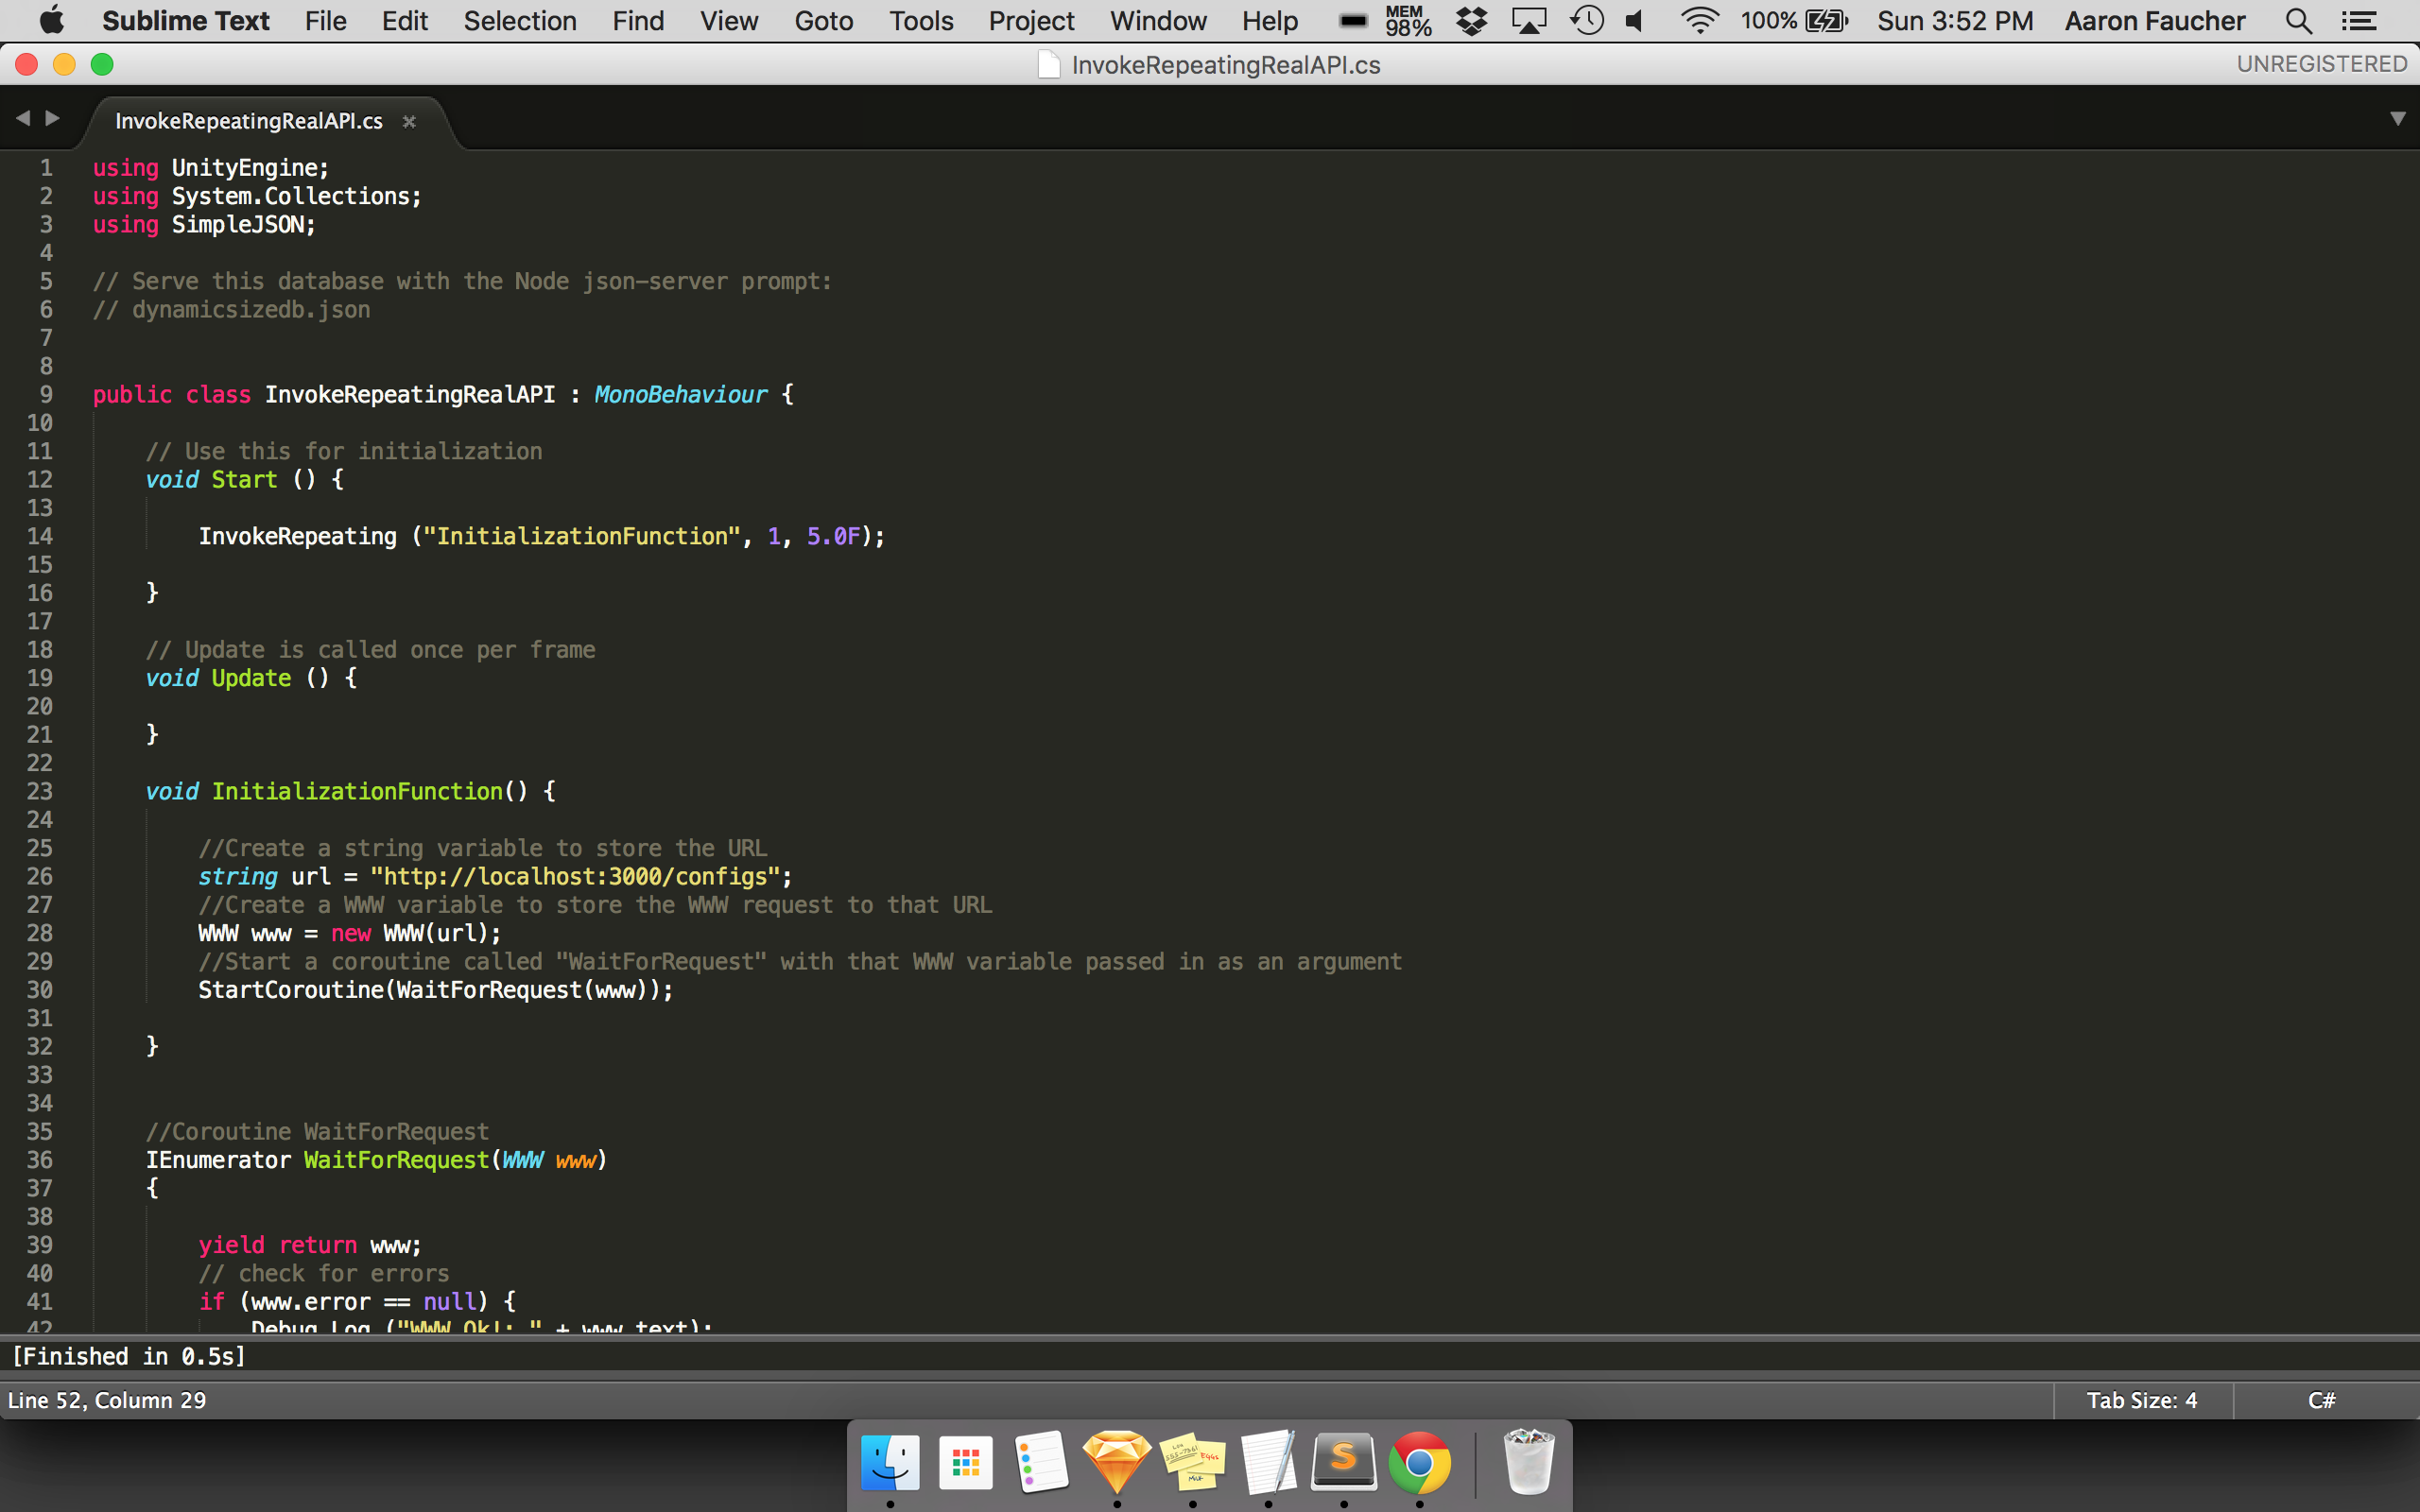 Sublime Text File Edit Selection Find View Goto Tools Project Window Help MEM 98% 100% Sun 3:52 PM Aaron Faucher
InvokeRepeatingRealAPI.cs UNREGISTERED
InvokeRepeatingRealAPI.cs ×
1 using UnityEngine;
2 using System.Collections;
3 using SimpleJSON;
4
5 // Serve this database with the Node json-server prompt:
6 // dynamicsizedb.json
7
8
9 public class InvokeRepeatingRealAPI : MonoBehaviour {
10
11 // Use this for initialization
12 void Start () {
13
14 InvokeRepeating ("InitializationFunction", 1, 5.0F);
15
16 }
17
18 // Update is called once per frame
19 void Update () {
20
21 }
22
23 void InitializationFunction() {
24
25 //Create a string variable to store the URL
26 string url = "http://localhost:3000/configs";
27 //Create a WWW variable to store the WWW request to that URL
28 WWW www = new WWW(url);
29 //Start a coroutine called "WaitForRequest" with that WWW variable passed in as an argument
30 StartCoroutine(WaitForRequest(www));
31
32 }
33
34
35 //Coroutine WaitForRequest
36 IEnumerator WaitForRequest(WWW www)
37 {
38
39 yield return www;
40 // check for errors
41 if (www.error == null) {
42 Debug.Log ("WWW Ok!: " + www.text);
[Finished in 0.5s]
Line 52, Column 29 Tab Size: 4 C#